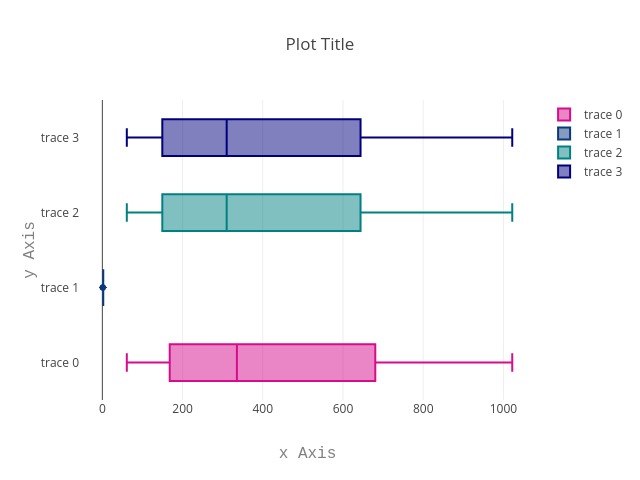 Plot Title
trace 3
trace 2
trace 1
trace 0
y Axis
0
200
400
600
800
1000
x Axis
trace 0
trace 1
trace 2
trace 3